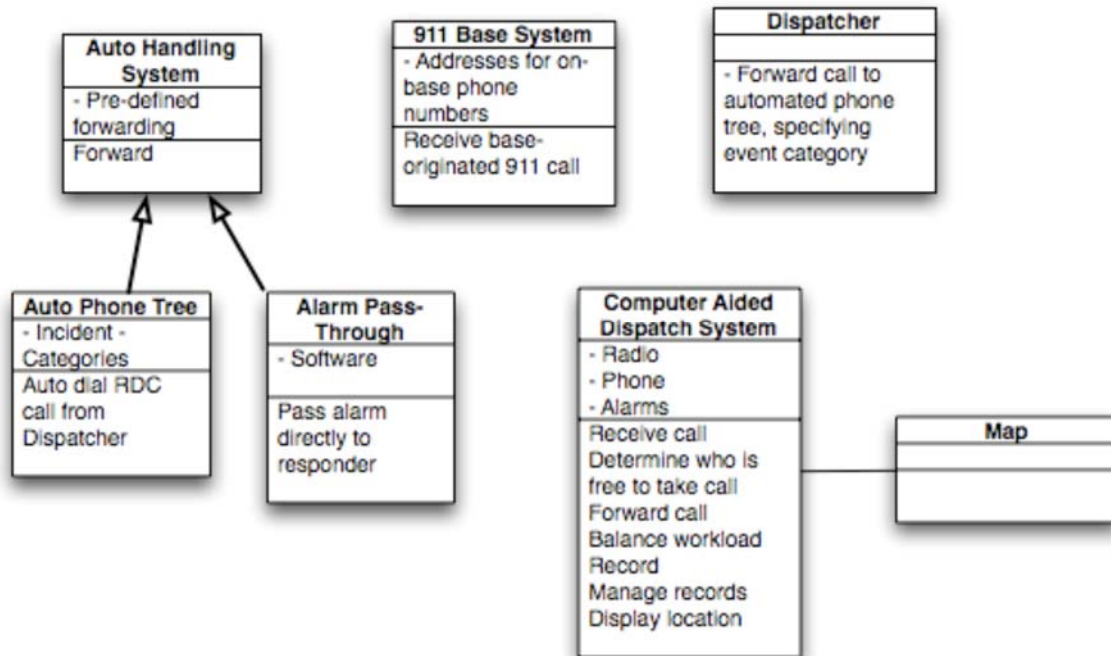 Auto Handling
System
- Pre-defined
forwarding
Forward
911 Base System
- Addresses for on-
base phone
numbers
Receive base-
originated 911 call
Dispatcher
- Forward call to
automated phone
tree, specifying
event category
Auto Phone Tree
- Incident -
Categories
Auto dial RDC
call from
Dispatcher
Alarm Pass-
Through
- Software
Pass alarm
directly to
responder
Computer Aided
Dispatch System
- Radio
- Phone
- Alarms
Receive call
Determine who is
free to take call
Forward call
Balance workload
Record
Manage records
Display location
Map